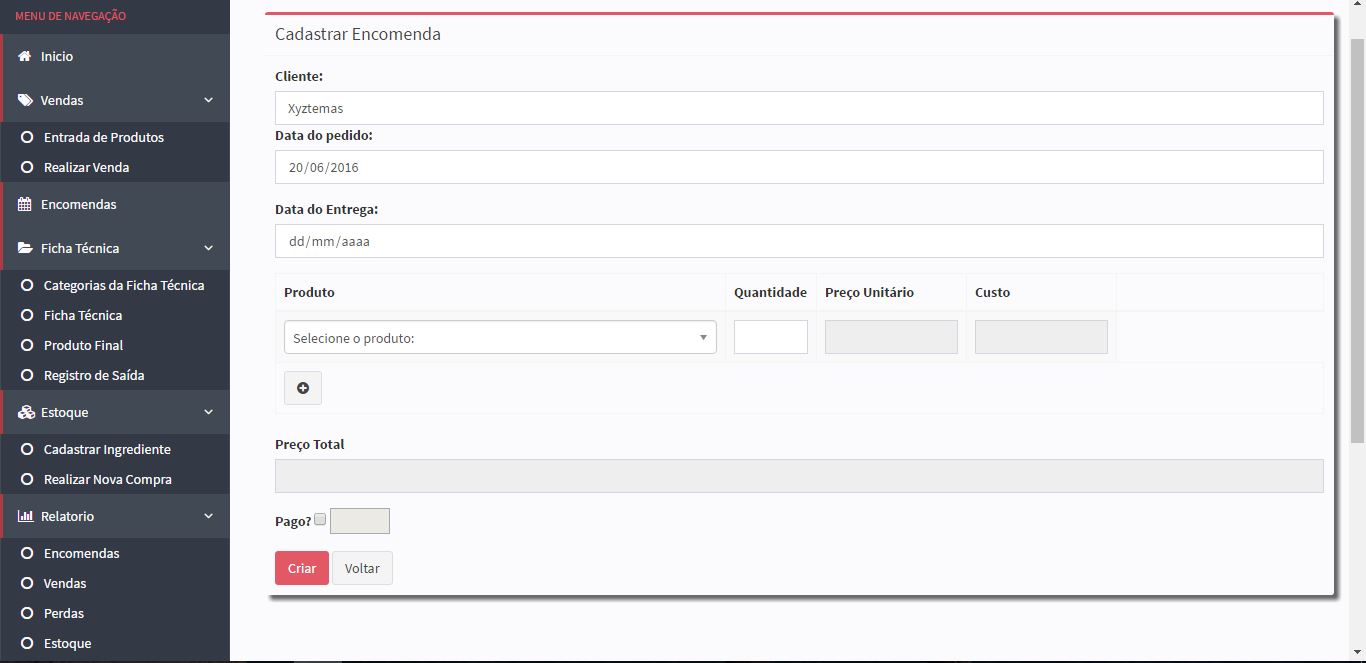 MENU DE NAVEGAÇÃO
Inicio
Vendas
Entrada de Produtos
Realizar Venda
Encomendas
Ficha Técnica
Categorias da Ficha Técnica
Ficha Técnica
Produto Final
Registro de Saída
Estoque
Cadastrar Ingrediente
Realizar Nova Compra
Relatorio
Encomendas
Vendas
Perdas
Estoque
Cadastrar Encomenda
Cliente:
Xyztemas
Data do pedido:
20/06/2016
Data do Entrega:
dd/mm/aaaa
Produto Quantidade Preço Unitário Custo
Selecione o produto:
Preço Total
Pago?
Criar Voltar